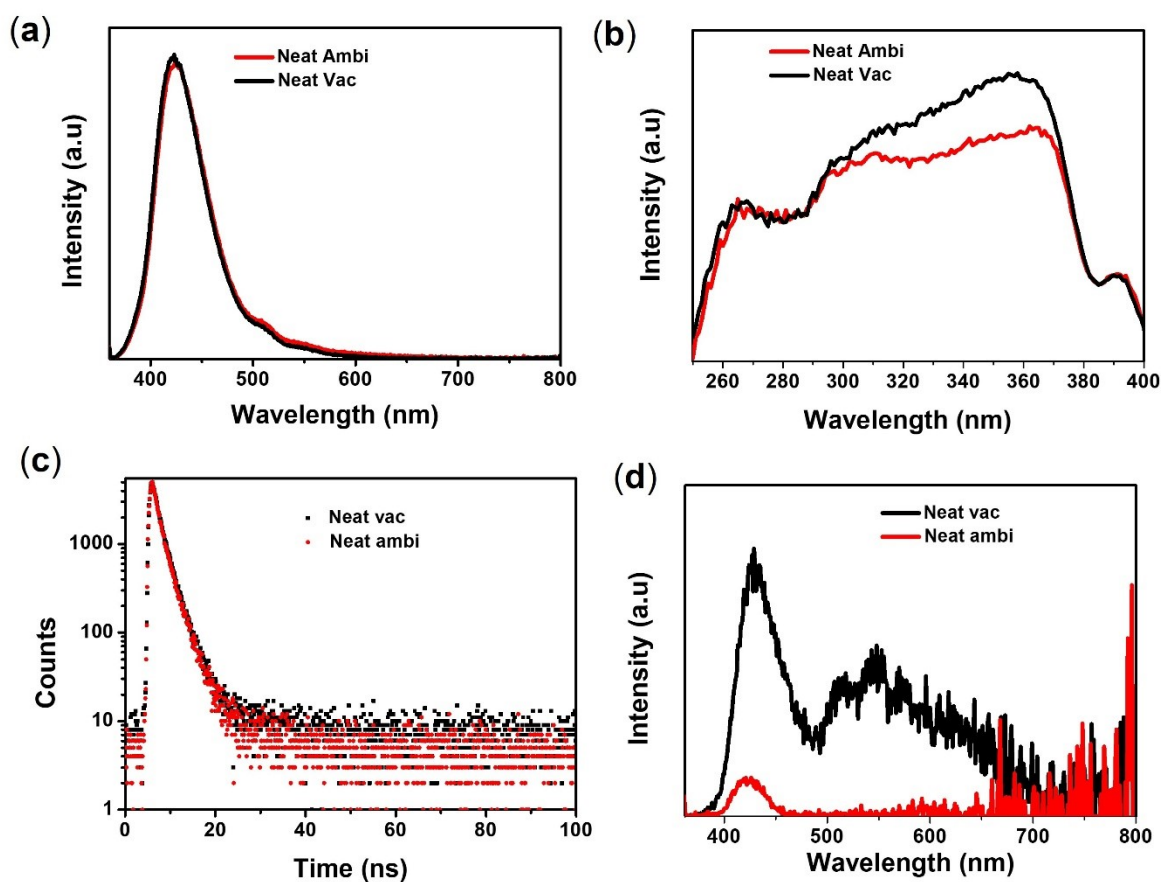 (a)
Neat Ambi
Neat Vac
Intensity (a.u)
400 500 600 700 800
Wavelength (nm)
(b)
Neat Ambi
Neat Vac
Intensity (a.u)
260 280 300 320 340 360 380 400
Wavelength (nm)
(c)
Neat vac
Neat ambi
Counts
1000
100
10
1
0 20 40 60 80 100
Time (ns)
(d)
Neat vac
Neat ambi
Intensity (a.u)
400 500 600 700 800
Wavelength (nm)